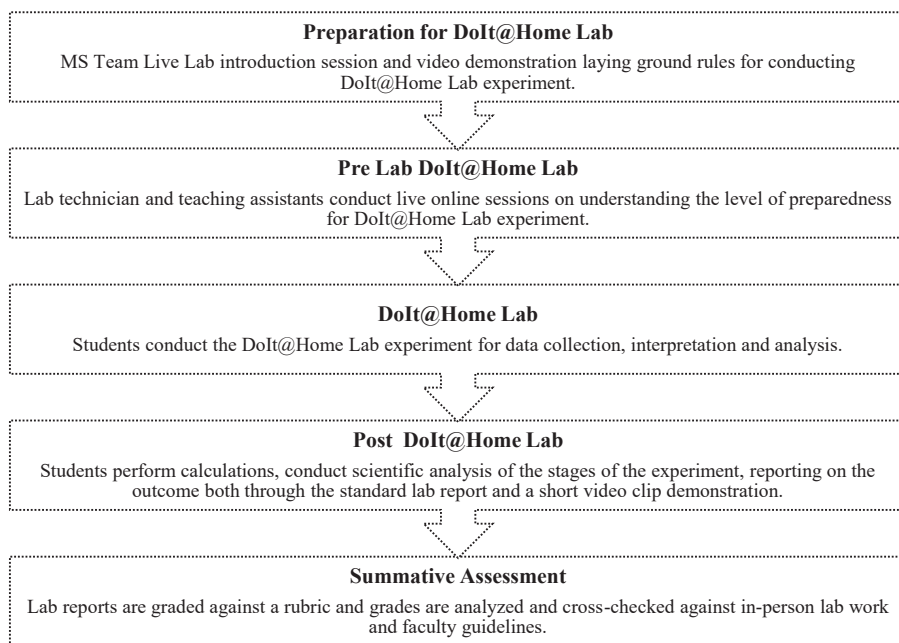 Preparation for DoIt@Home Lab
MS Team Live Lab introduction session and video demonstration laying ground rules for conducting
DoIt@Home Lab experiment.
Pre Lab DoIt@Home Lab
Lab technician and teaching assistants conduct live online sessions on understanding the level of preparedness
for DoIt@Home Lab experiment.
DoIt@Home Lab
Students conduct the DoIt@Home Lab experiment for data collection, interpretation and analysis.
Post DoIt@Home Lab
Students perform calculations, conduct scientific analysis of the stages of the experiment, reporting on the
outcome both through the standard lab report and a short video clip demonstration.
Summative Assessment
Lab reports are graded against a rubric and grades are analyzed and cross-checked against in-person lab work
and faculty guidelines.